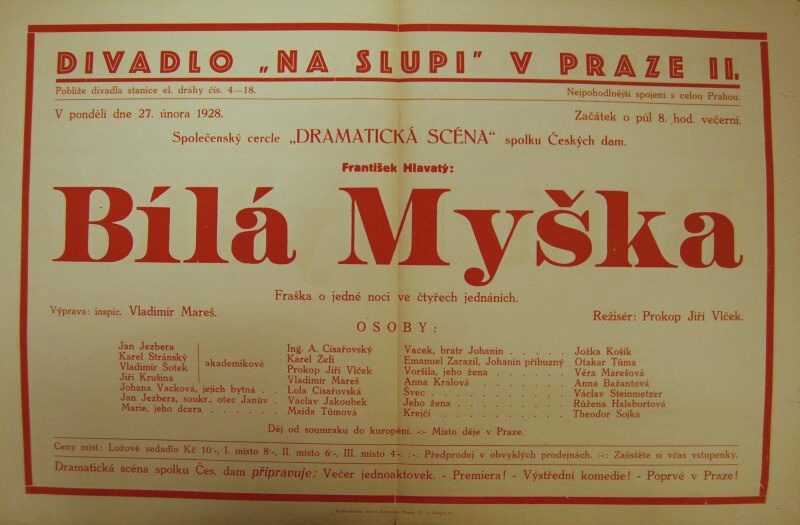 DIVADLO „NA SLUPI" V PRAZE II.
Poblíže divadla stanice el. dráhy čís. 4—18. Nejpohodlnější spojení s celou Prahou.
V pondělí dne 27. února 1928. Začátek o půl 8. hod. večerní.
Společenský cercle „DRAMATICKÁ SCÉNA" spolku Českých dam.
František Hlavatý:
Bílá Myška
Fraška o jedné noci ve čtyřech jednáních.
Výprava: inspic. Vladimír Mareš. Režisér: Prokop Jiří Vlček.
OSOBY:
Jan Jezbera Ing. A. Císařovský
Karel Stránský Karel Zefi
Vladimír Šotek akademikové Prokop Jiří Vlček
Jiří Krušina Vladimír Mareš
Johana Vacková, jejich bytná . Lola Císařovská
Jan Jezbera, soukr., otec Janův . Václav Jakoubek
Marie, jeho dcera . . . . . . Maida Tůmová
Vacek, bratr Johanin . . . . . Jožka Košík
Emanuel Zarazil, Johanin příbuzný Otakar Tůma
Voršila, jeho žena . . . . . . Věra Marešová
Anna Králová . . . . . . . Anna Bažantová
Švec . . . . . . . . . . Václav Steinmetzer
Jeho žena . . . . . . . . Růžena Halaburtová
Krejčí . . . . . . . . . Theodor Sojka
Děj od soumraku do kuropění. -:- Místo děje v Praze.
Ceny míst: Ložové sedadlo Kč 10·-, I. místo 8·-, II. místo 6·-, III. místo 4·-. :-: Předprodej v obvyklých prodejnách. :-: Zajistěte si včas vstupenky.
Dramatická scéna spolku Čes. dam připravuje: Večer jednoaktovek. - Premiera! - Výstřední komedie! - Poprvé v Praze!